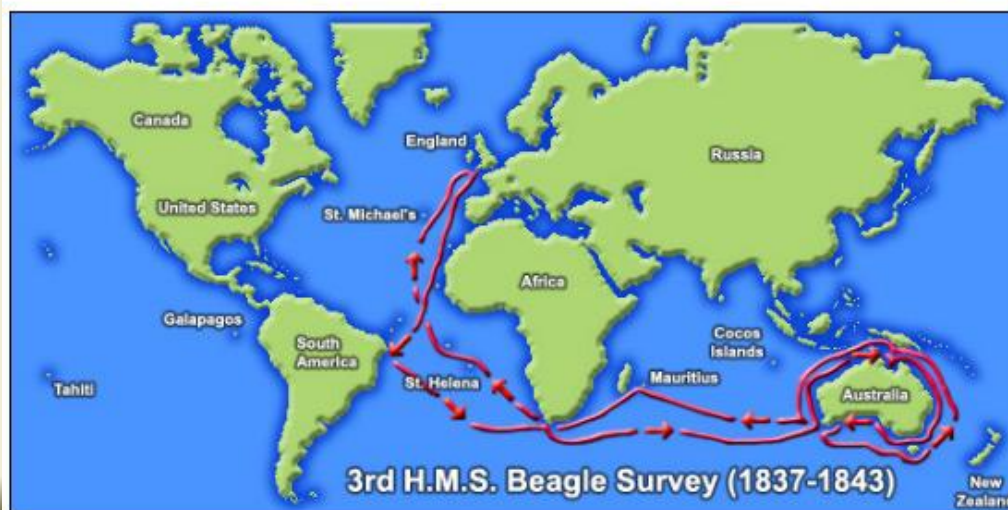 Canada
England
Russia
United States
St. Michael's
Africa
Galapagos
South
America
Cocos
Islands
Tahiti
St. Helena
Mauritius
Australia
3rd H.M.S. Beagle Survey (1837-1843)
New
Zealand